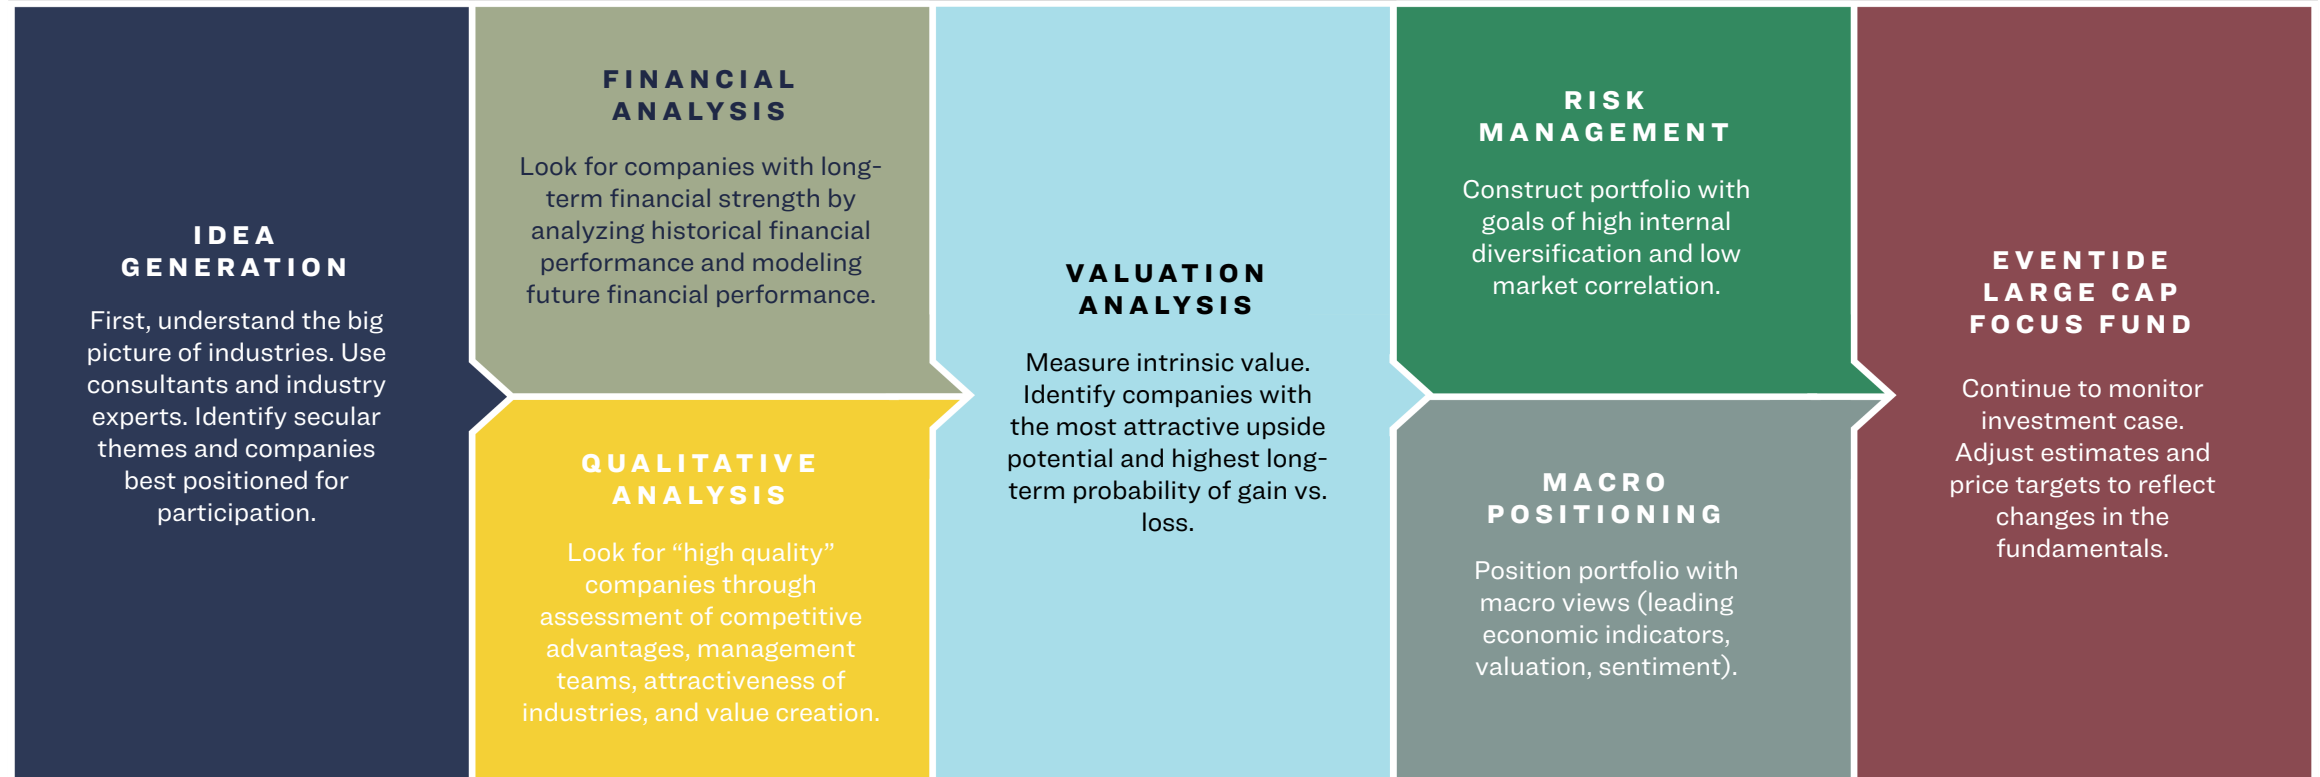 IDEA
GENERATION
First, understand the big
picture of industries. Use
consultants and industry
experts. Identify secular
themes and companies
best positioned for
participation.
FINANCIAL
ANALYSIS
Look for companies with long-
term financial strength by
analyzing historical financial
performance and modeling
future financial performance.
QUALITATIVE
ANALYSIS
Look for “high quality”
companies through
assessment of competitive
advantages, management
teams, attractiveness of
industries, and value creation.
VALUATION
ANALYSIS
Measure intrinsic value.
Identify companies with
the most attractive upside
potential and highest long-
term probability of gain vs.
loss.
RISK
MANAGEMENT
Construct portfolio with
goals of high internal
diversification and low
market correlation.
MACRO
POSITIONING
Position portfolio with
macro views (leading
economic indicators,
valuation, sentiment).
EVENTIDE
LARGE CAP
FOCUS FUND
Continue to monitor
investment case.
Adjust estimates and
price targets to reflect
changes in the
fundamentals.